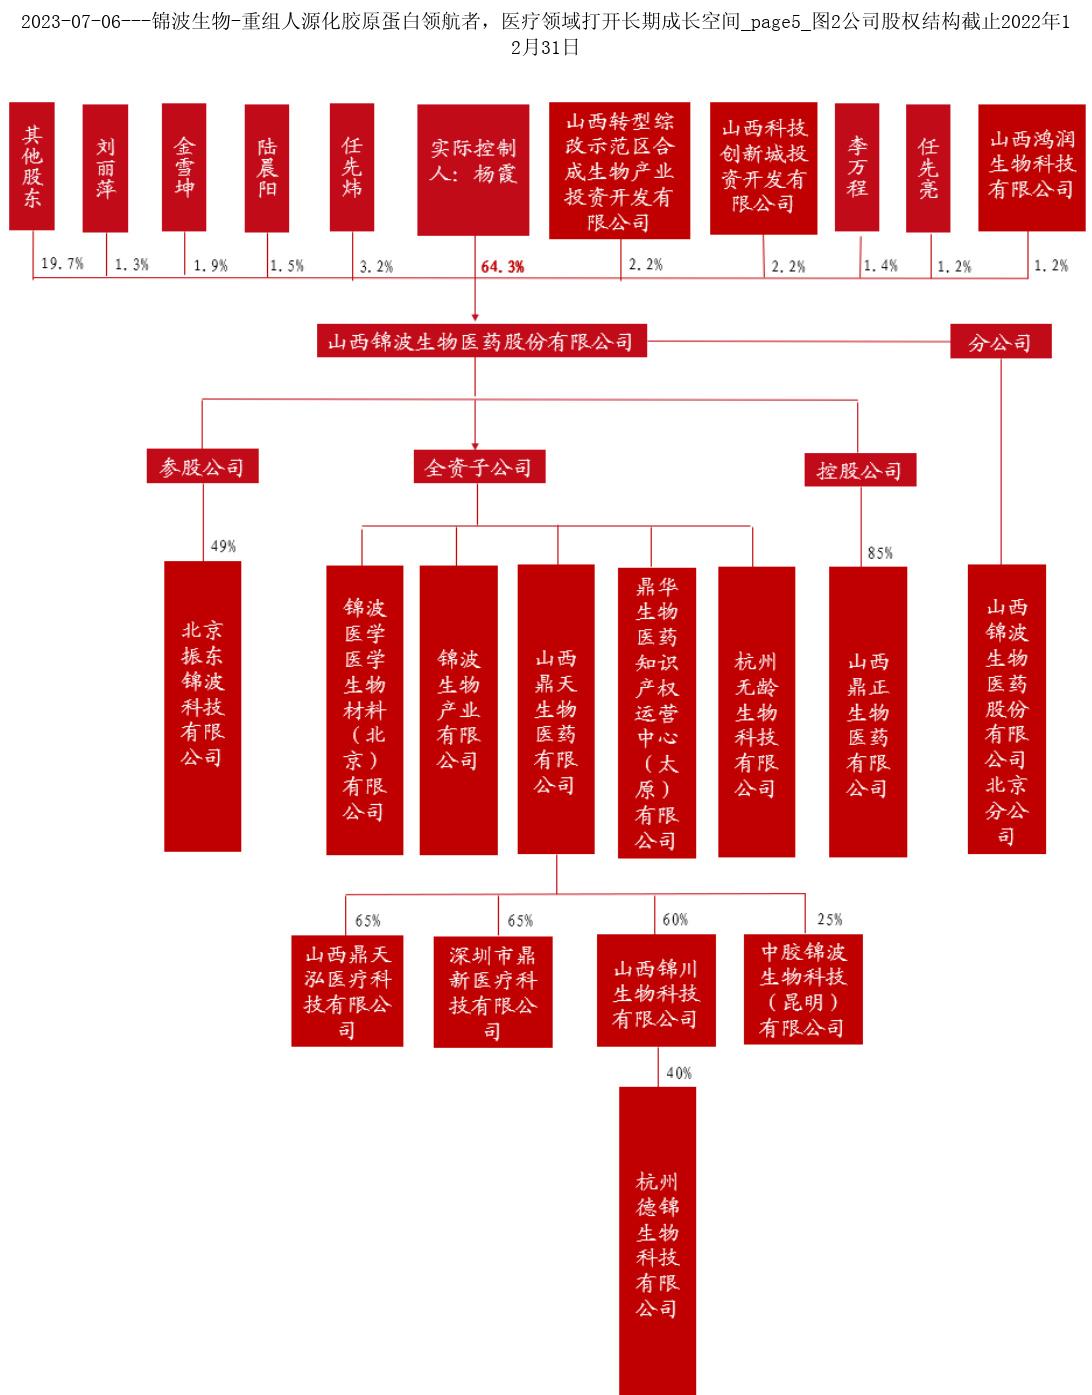 2023-07-06---锦波生物-重组人源化胶原蛋白领航者，医疗领域打开长期成长空间_page5_图2公司股权结构截止2022年1
2月31日
其
他
股
东
刘
丽
萍
金
雪
坤
陆
晨
阳
任
先
炜
实际控制
人：杨霞
山西转型综
改示范区合
成生物产业
投资开发有
限公司
山西科技
创新城投
资开发有
限公司
李
万
程
任
先
亮
山西鸿润
生物科技
有限公司
19.7%
1.3%
1.9%
1.5%
3.2%
64.3%
2.2%
2.2%
1.4%
1.2%
1.2%
山西锦波生物医药股份有限公司
分公司
参股公司
全资子公司
控股公司
49%
85%
北京
振东
锦波
科技
有限
公司
锦波
医学
医学
生物
材料
（北
京）
有限
公司
锦波
生物
产业
有限
公司
山西
鼎天
生物
医药
有限
公司
鼎华
生物
医药
知识
产权
运营
中心
（太
原）
有限
公司
杭州
无龄
生物
科技
有限
公司
山西
鼎正
生物
医药
有限
公司
山西
锦波
生物
医药
股份
有限
公司
北京
分公
司
65%
65%
60%
25%
山西鼎天
泓医疗科
技有限公
司
深圳市鼎
新医疗科
技有限公
司
山西锦川
生物科技
有限公司
中胶锦波
生物科技
（昆明）
有限公司
40%
杭州
德锦
生物
科技
有限
公司